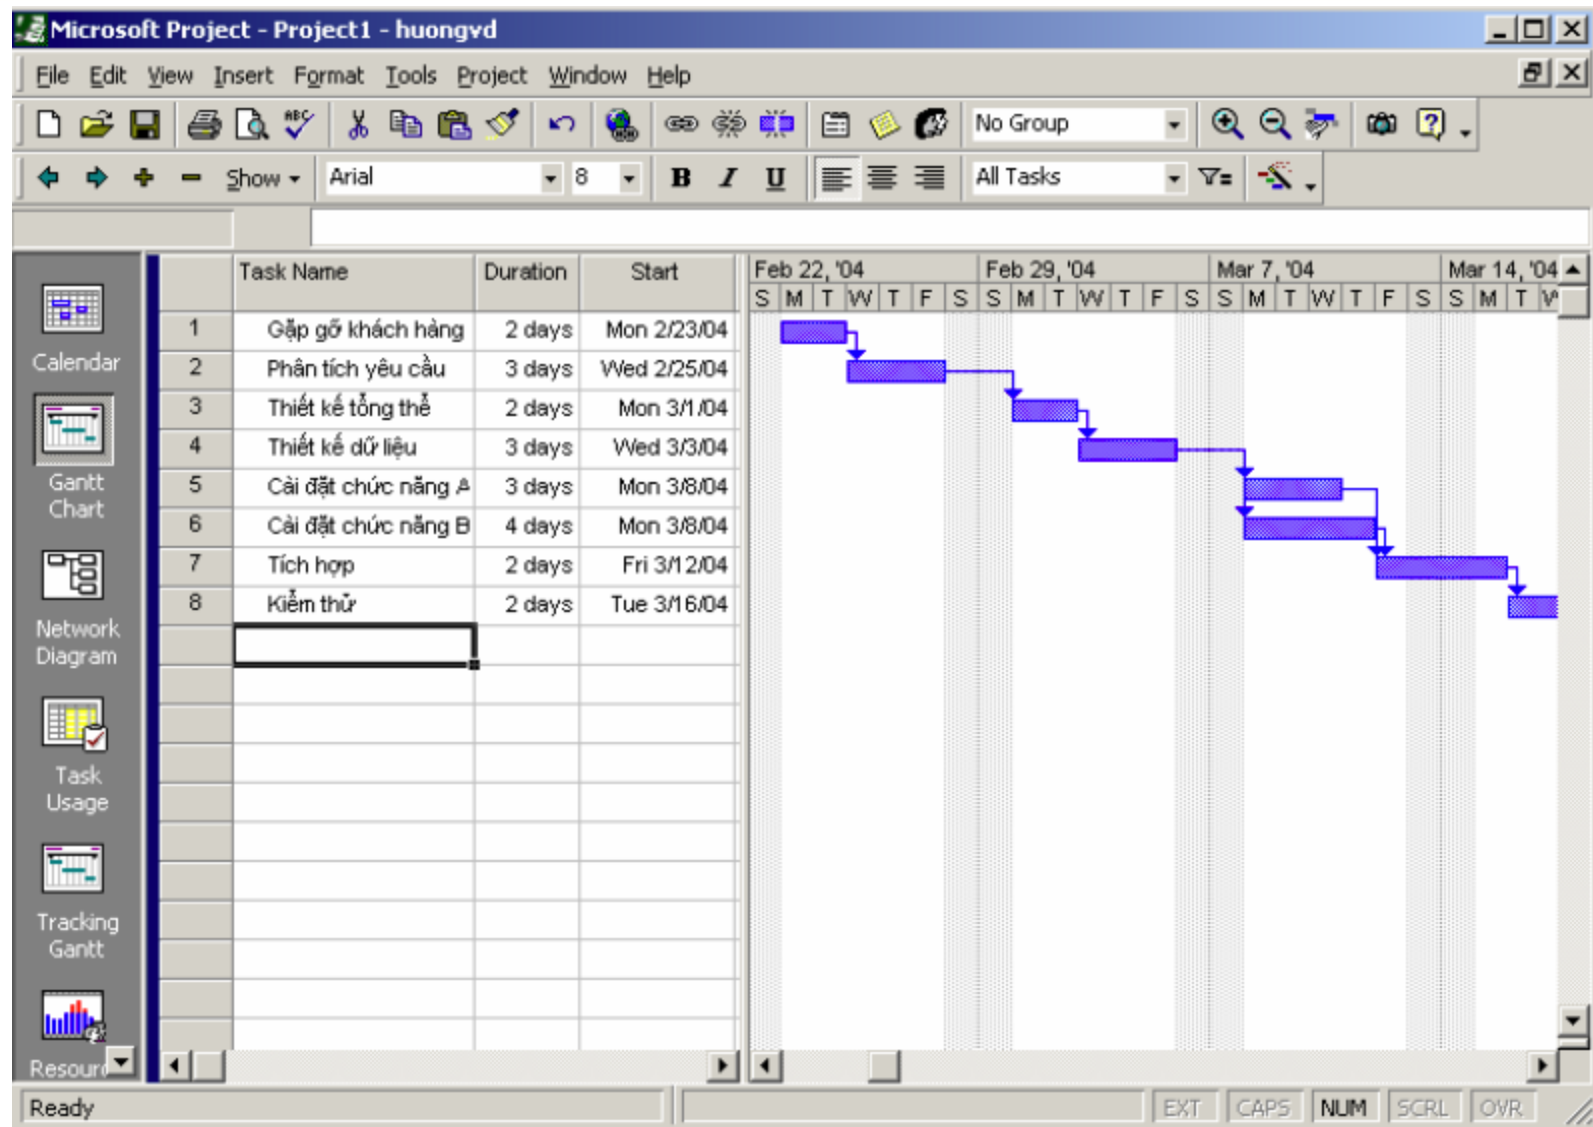 Microsoft Project - Project1 - huongvd
File Edit View Insert Format Tools Project Window Help
No Group
Show Arial 8 B I U All Tasks
Task Name Duration Start Feb 22, '04 Feb 29, '04 Mar 7, '04 Mar 14, '04
S M T W T F S S M T W T F S S M T W T F S S M T W
1 Gặp gỡ khách hàng 2 days Mon 2/23/04
2 Phân tích yêu cầu 3 days Wed 2/25/04
3 Thiết kế tổng thể 2 days Mon 3/1/04
4 Thiết kế dữ liệu 3 days Wed 3/3/04
5 Cài đặt chức năng A 3 days Mon 3/8/04
6 Cài đặt chức năng B 4 days Mon 3/8/04
7 Tích hợp 2 days Fri 3/12/04
8 Kiểm thử 2 days Tue 3/16/04
Calendar
Gantt
Chart
Network
Diagram
Task
Usage
Tracking
Gantt
Resourc
Ready EXT CAPS NUM SCRL OVR